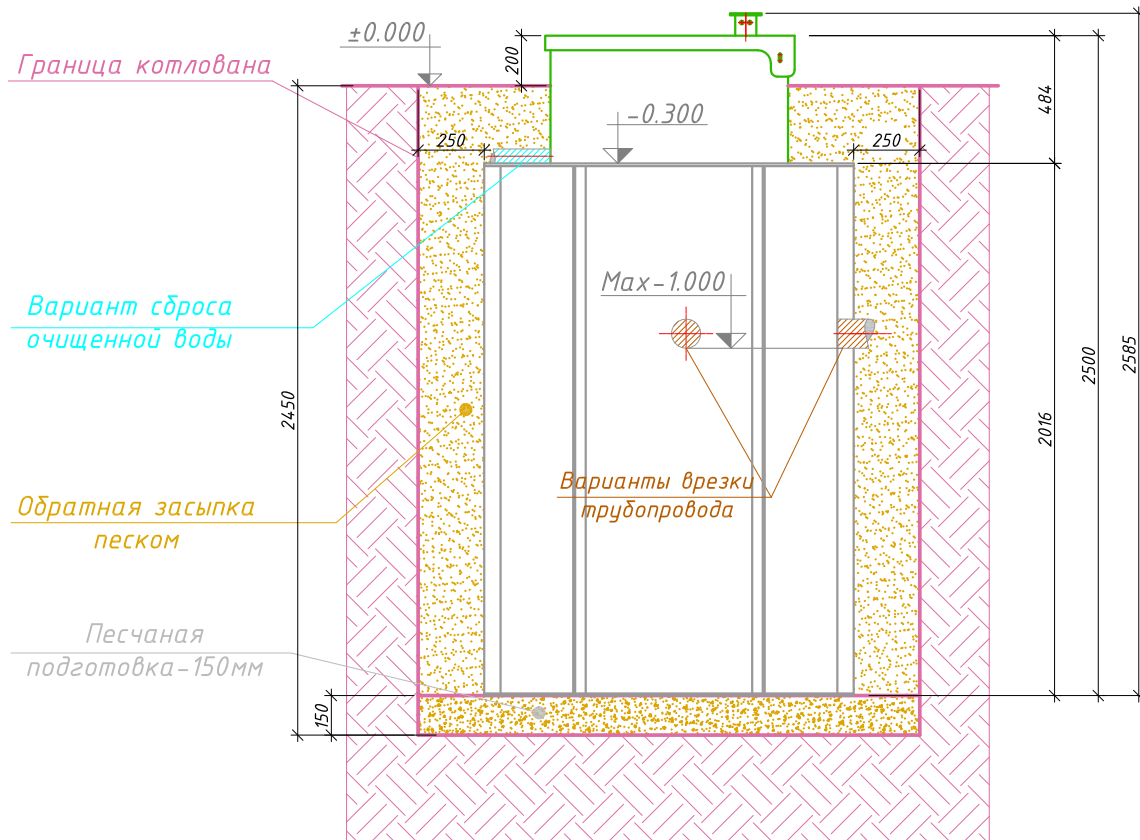 ±0.000
Граница котлована
200
484
-0.300
250
250
Max-1.000
Вариант сброса
очищенной воды
2585
2500
2450
2016
Варианты врезки
трубопровода
Обратная засыпка
песком
Песчаная
подготовка-150мм
150